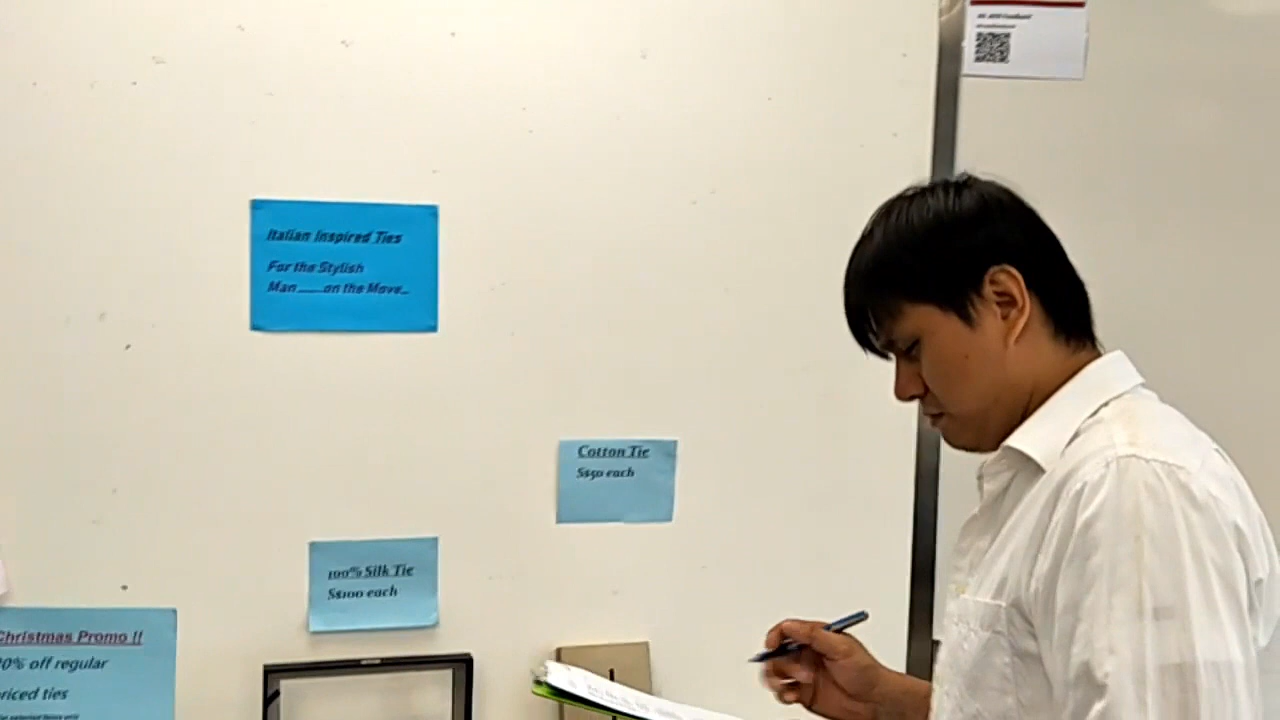 Italian Inspired Ties
For the Stylish
Man ......on the Move...
Cotton Tie
S$50 each
100% Silk Tie
S$100 each
Christmas Promo !!
0% off regular
riced ties